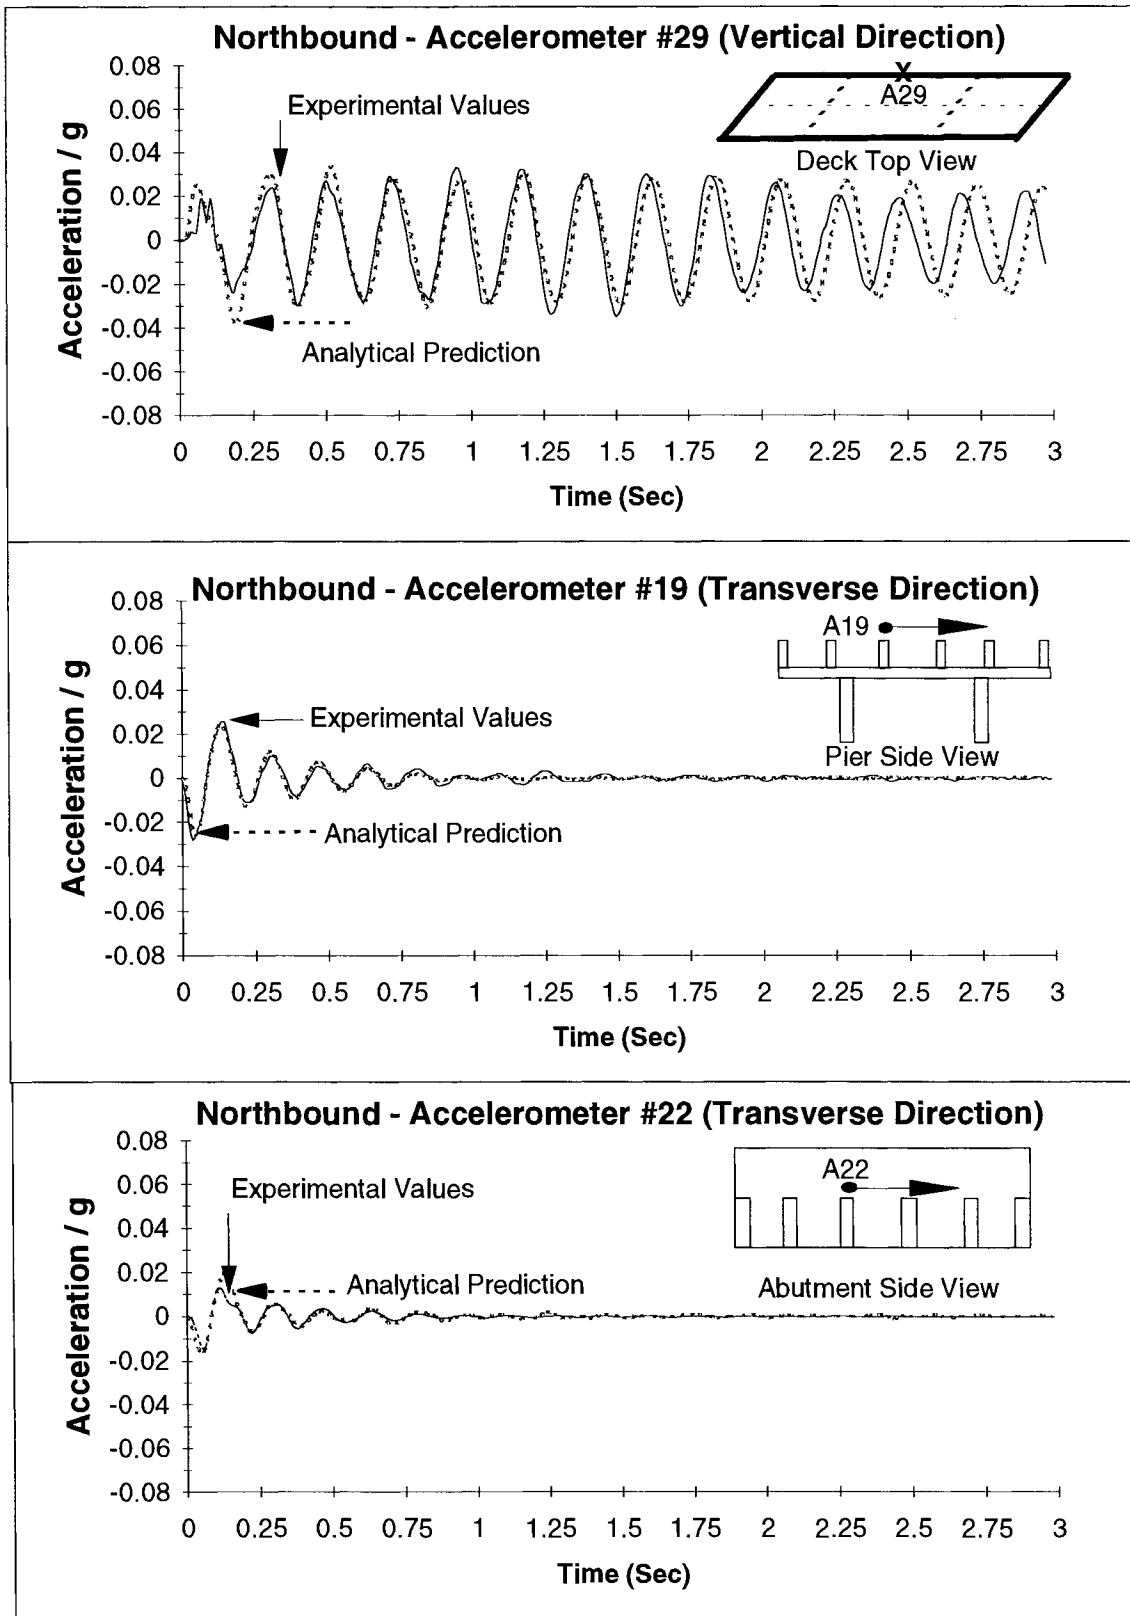 Northbound - Accelerometer #29 (Vertical Direction)
0.08
0.06
0.04
0.02
0
-0.02
-0.04
-0.06
-0.08
Acceleration / g
Experimental Values
X
A29
Deck Top View
Analytical Prediction
0 0.25 0.5 0.75 1 1.25 1.5 1.75 2 2.25 2.5 2.75 3
Time (Sec)
Northbound - Accelerometer #19 (Transverse Direction)
0.08
0.06
0.04
0.02
0
-0.02
-0.04
-0.06
-0.08
Acceleration / g
A19
Experimental Values
Pier Side View
Analytical Prediction
0 0.25 0.5 0.75 1 1.25 1.5 1.75 2 2.25 2.5 2.75 3
Time (Sec)
Northbound - Accelerometer #22 (Transverse Direction)
0.08
0.06
0.04
0.02
0
-0.02
-0.04
-0.06
-0.08
Acceleration / g
A22
Experimental Values
Analytical Prediction
Abutment Side View
0 0.25 0.5 0.75 1 1.25 1.5 1.75 2 2.25 2.5 2.75 3
Time (Sec)